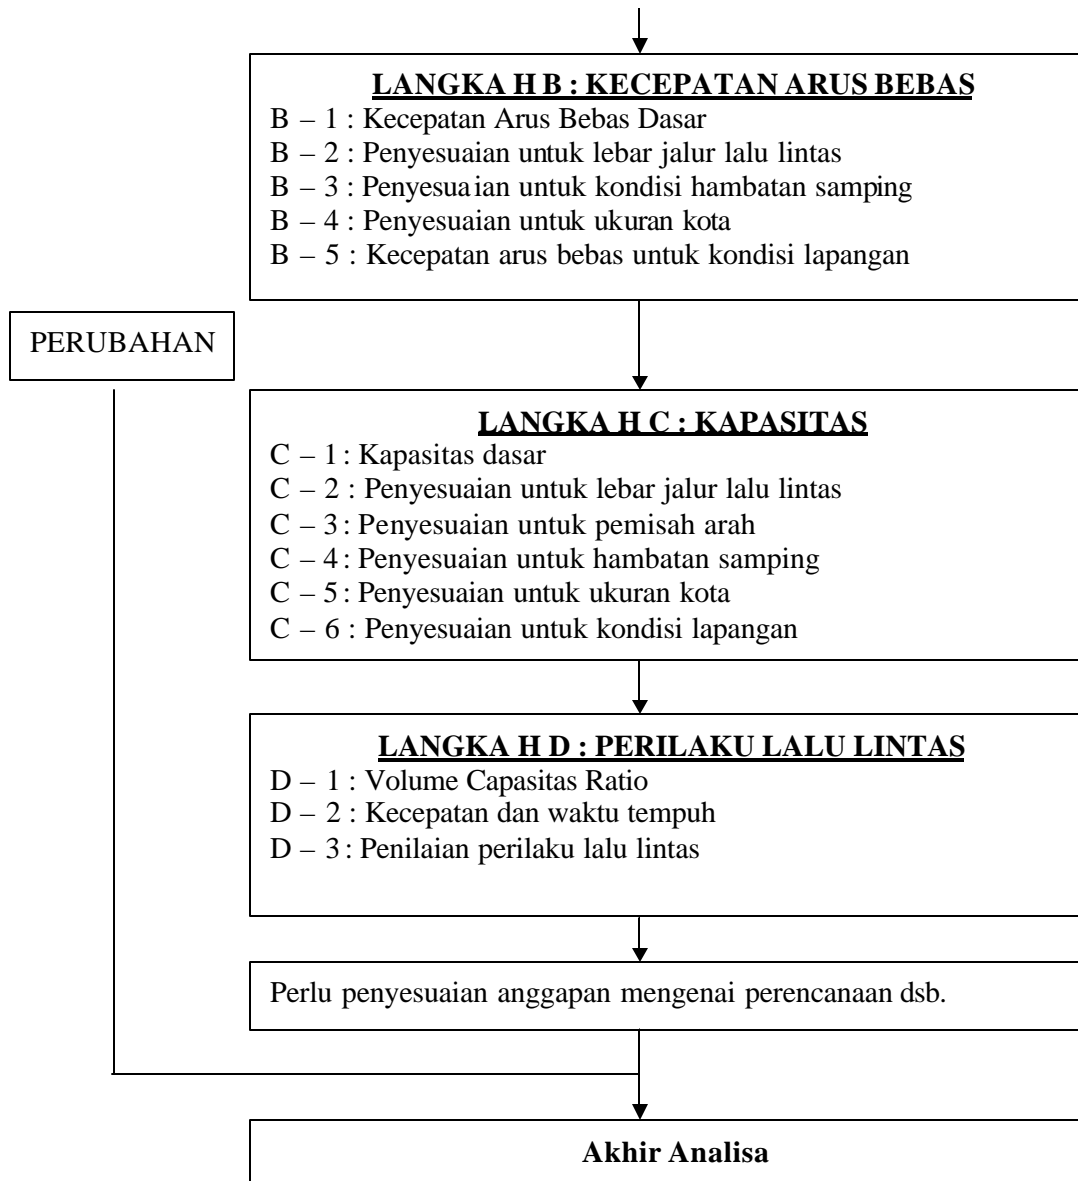 LANGKA H B : KECEPATAN ARUS BEBAS
B – 1 : Kecepatan Arus Bebas Dasar
B – 2 : Penyesuaian untuk lebar jalur lalu lintas
B – 3 : Penyesuaian untuk kondisi hambatan samping
B – 4 : Penyesuaian untuk ukuran kota
B – 5 : Kecepatan arus bebas untuk kondisi lapangan
PERUBAHAN
LANGKA H C : KAPASITAS
C – 1 : Kapasitas dasar
C – 2 : Penyesuaian untuk lebar jalur lalu lintas
C – 3 : Penyesuaian untuk pemisah arah
C – 4 : Penyesuaian untuk hambatan samping
C – 5 : Penyesuaian untuk ukuran kota
C – 6 : Penyesuaian untuk kondisi lapangan
LANGKA H D : PERILAKU LALU LINTAS
D – 1 : Volume Capasitas Ratio
D – 2 : Kecepatan dan waktu tempuh
D – 3 : Penilaian perilaku lalu lintas
Perlu penyesuaian anggapan mengenai perencanaan dsb.
Akhir Analisa